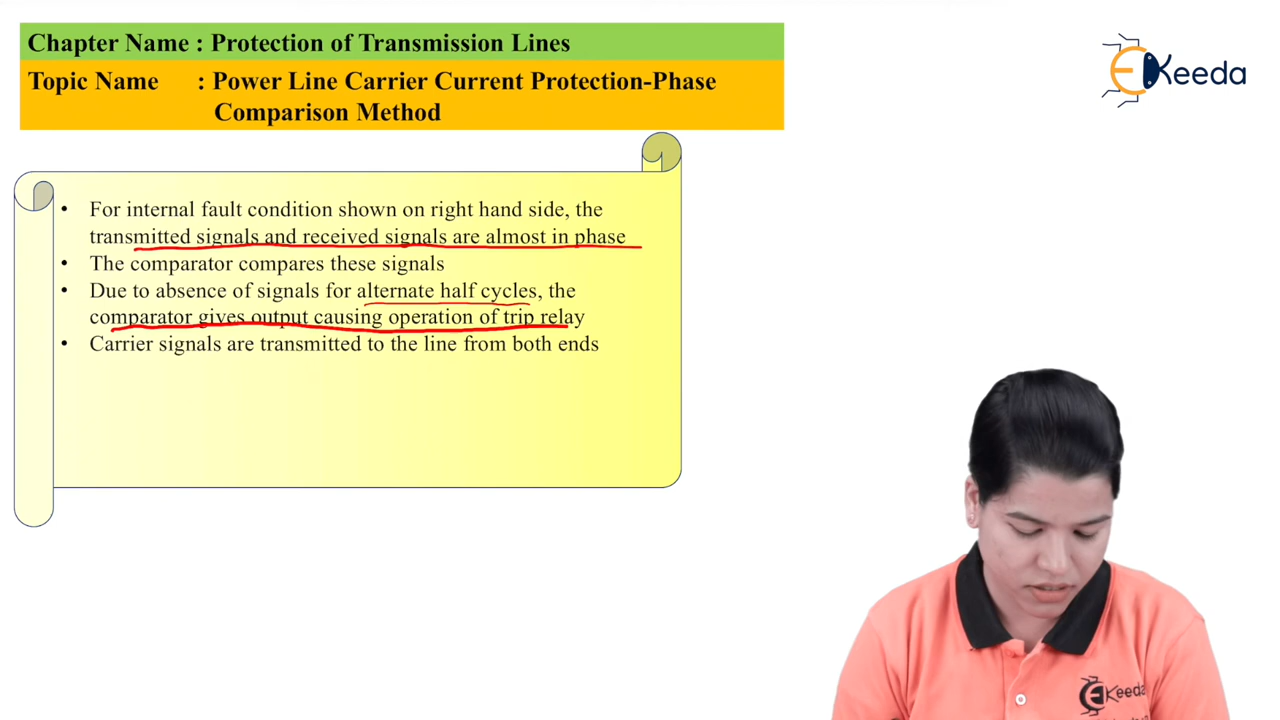 Chapter Name : Protection of Transmission Lines
Topic Name : Power Line Carrier Current Protection-Phase
Comparison Method
EKeeda
• For internal fault condition shown on right hand side, the
transmitted signals and received signals are almost in phase
• The comparator compares these signals
• Due to absence of signals for alternate half cycles, the
comparator gives output causing operation of trip relay
• Carrier signals are transmitted to the line from both ends
EKeeda